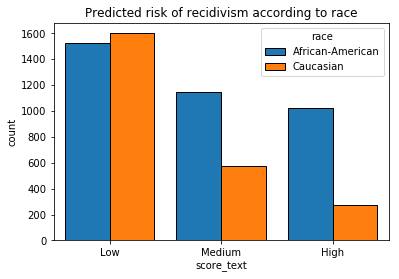 Predicted risk of recidivism according to race
race
African-American
Caucasian
count
1600
1400
1200
1000
800
600
400
200
0
Low Medium High
score_text